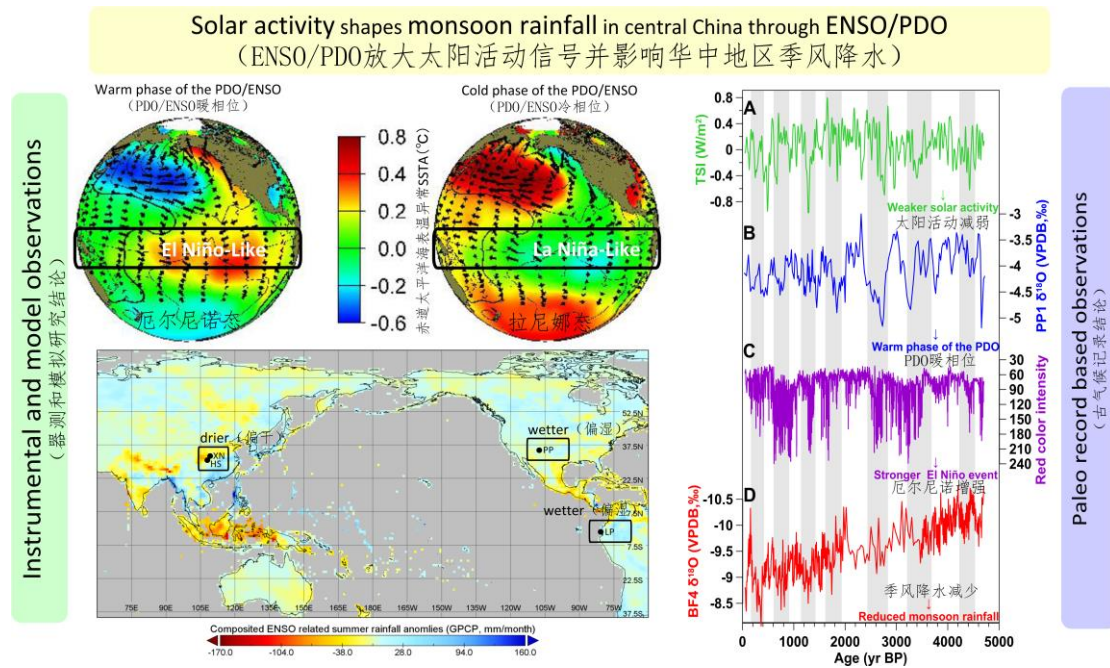 Solar activity shapes monsoon rainfall in central China through ENSO/PDO
（ENSO/PDO放大太阳活动信号并影响华中地区季风降水）
Instrumental and model observations
（器测和模拟研究结论）
Warm phase of the PDO/ENSO
（PDO/ENSO暖相位）
El Niño-Like
厄尔尼诺态
0.8
0.6
0.4
0.2
0.0
-0.2
-0.6
赤道太平洋海表温异常SSTA(℃)
Cold phase of the PDO/ENSO
（PDO/ENSO冷相位）
La Niña-Like
拉尼娜态
drier（偏干）
XN
HS
wetter（偏湿）
PP
wetter（偏湿）
LP
52.5N
37.5N
22.5N
7.5N
7.5S
22.5S
37.5S
75E 90E 105E 120E 135E 150E 165E 180 165W 150W 135W 120W 105W 90W 75W
Composited ENSO related summer rainfall anomlies (GPCP, mm/month)
-170.0 -104.0 -38.0 28.0 94.0 160.0
A
TSI (W/m²)
0.8
0.4
0
-0.4
-0.8
Weaker solar activity
太阳活动减弱
B
PP1 δ¹⁸O (VPDB,‰)
-3
-3.5
-4
-4.5
-5
Warm phase of the PDO
PDO暖相位
C
Red color intensity
30
60
90
120
150
180
210
240
Stronger El Niño event
厄尔尼诺增强
D
BF4 δ¹⁸O (VPDB,‰)
-10.5
-10
-9.5
-9
-8.5
季风降水减少
Reduced monsoon rainfall
0 1000 2000 3000 4000 5000
Age (yr BP)
Paleo record based observations
（古气候记录结论）